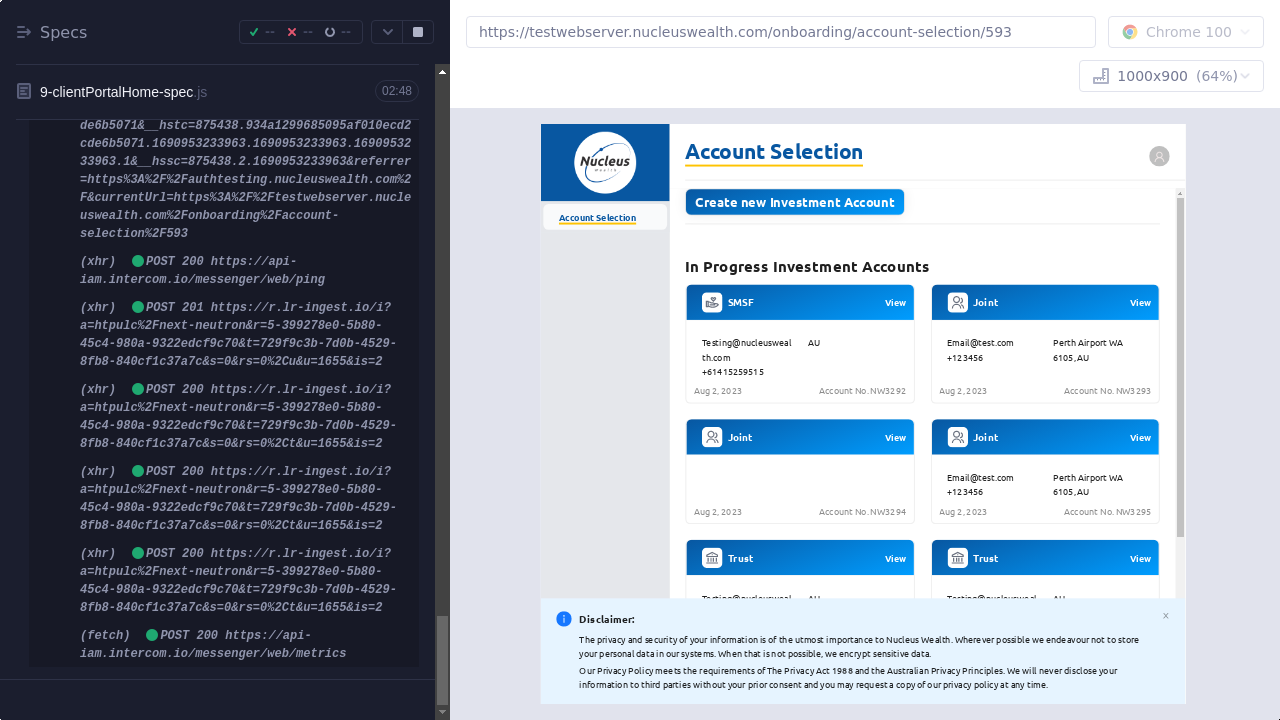 Specs
--
--
--
https://testwebserver.nucleuswealth.com/onboarding/account-selection/593
Chrome 100
1000x900 (64%)
9-clientPortalHome-spec.js
02:48
de6b5071&__hstc=875438.934a1299685095af010ecd2
cde6b5071.1690953233963.1690953233963.16909532
33963.1&__hssc=875438.2.1690953233963&referrer
=https%3A%2F%2Fauthtesting.nucleuswealth.com%2
F&currentUrl=https%3A%2F%2Ftestwebserver.nucle
uswealth.com%2Fonboarding%2Faccount-
selection%2F593
(xhr) POST 200 https://api-
iam.intercom.io/messenger/web/ping
(xhr) POST 201 https://r.lr-ingest.io/i?
a=htpulc%2Fnext-neutron&r=5-399278e0-5b80-
45c4-980a-9322edcf9c70&t=729f9c3b-7d0b-4529-
8fb8-840cf1c37a7c&s=0&rs=0%2Cu&u=1655&is=2
(xhr) POST 200 https://r.lr-ingest.io/i?
a=htpulc%2Fnext-neutron&r=5-399278e0-5b80-
45c4-980a-9322edcf9c70&t=729f9c3b-7d0b-4529-
8fb8-840cf1c37a7c&s=0&rs=0%2Ct&u=1655&is=2
(xhr) POST 200 https://r.lr-ingest.io/i?
a=htpulc%2Fnext-neutron&r=5-399278e0-5b80-
45c4-980a-9322edcf9c70&t=729f9c3b-7d0b-4529-
8fb8-840cf1c37a7c&s=0&rs=0%2Ct&u=1655&is=2
(xhr) POST 200 https://r.lr-ingest.io/i?
a=htpulc%2Fnext-neutron&r=5-399278e0-5b80-
45c4-980a-9322edcf9c70&t=729f9c3b-7d0b-4529-
8fb8-840cf1c37a7c&s=0&rs=0%2Ct&u=1655&is=2
(fetch) POST 200 https://api-
iam.intercom.io/messenger/web/metrics
Nucleus
Wealth
Account Selection
Account Selection
Create new Investment Account
In Progress Investment Accounts
SMSF View
Testing@nucleusweal AU
th.com
+61415259515
Aug 2, 2023 Account No. NW3292
Joint View
Email@test.com Perth Airport WA
+123456 6105, AU
Aug 2, 2023 Account No. NW3293
Joint View
Aug 2, 2023 Account No. NW3294
Joint View
Email@test.com Perth Airport WA
+123456 6105, AU
Aug 2, 2023 Account No. NW3295
Trust View
Testing@nucleusweal AU
Trust View
Testing@nucleusweal AU
Disclaimer:
The privacy and security of your information is of the utmost importance to Nucleus Wealth. Wherever possible we endeavour not to store
your personal data in our systems. When that is not possible, we encrypt sensitive data.
Our Privacy Policy meets the requirements of The Privacy Act 1988 and the Australian Privacy Principles. We will never disclose your
information to third parties without your prior consent and you may request a copy of our privacy policy at any time.